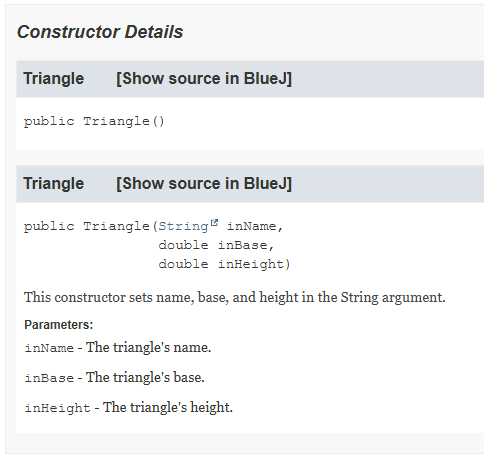 Constructor Details
Triangle [Show source in BlueJ]
public Triangle()
Triangle [Show source in BlueJ]
public Triangle(String inName,
double inBase,
double inHeight)
This constructor sets name, base, and height in the String argument.
Parameters:
inName - The triangle's name.
inBase - The triangle's base.
inHeight - The triangle's height.